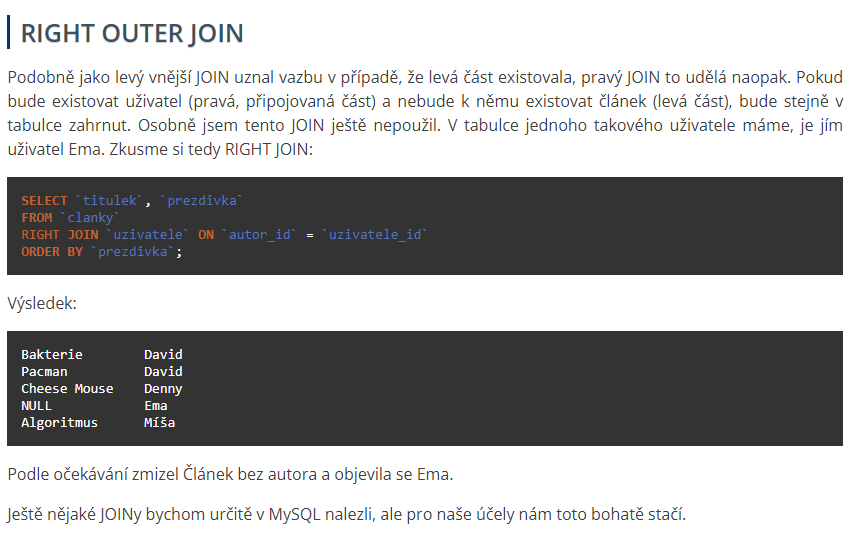 RIGHT OUTER JOIN
Podobně jako levý vnější JOIN uznal vazbu v případě, že levá část existovala, pravý JOIN to udělá naopak. Pokud
bude existovat uživatel (pravá, připojovaná část) a nebude k němu existovat článek (levá část), bude stejně v
tabulce zahrnut. Osobně jsem tento JOIN ještě nepoužil. V tabulce jednoho takového uživatele máme, je jím
uživatel Ema. Zkusme si tedy RIGHT JOIN:
SELECT `titulek`, `prezdivka`
FROM `clanky`
RIGHT JOIN `uzivatele` ON `autor_id` = `uzivatele_id`
ORDER BY `prezdivka`;
Výsledek:
Bakterie David
Pacman David
Cheese Mouse Denny
NULL Ema
Algoritmus Míša
Podle očekávání zmizel Článek bez autora a objevila se Ema.
Ještě nějaké JOINy bychom určitě v MySQL nalezli, ale pro naše účely nám toto bohatě stačí.